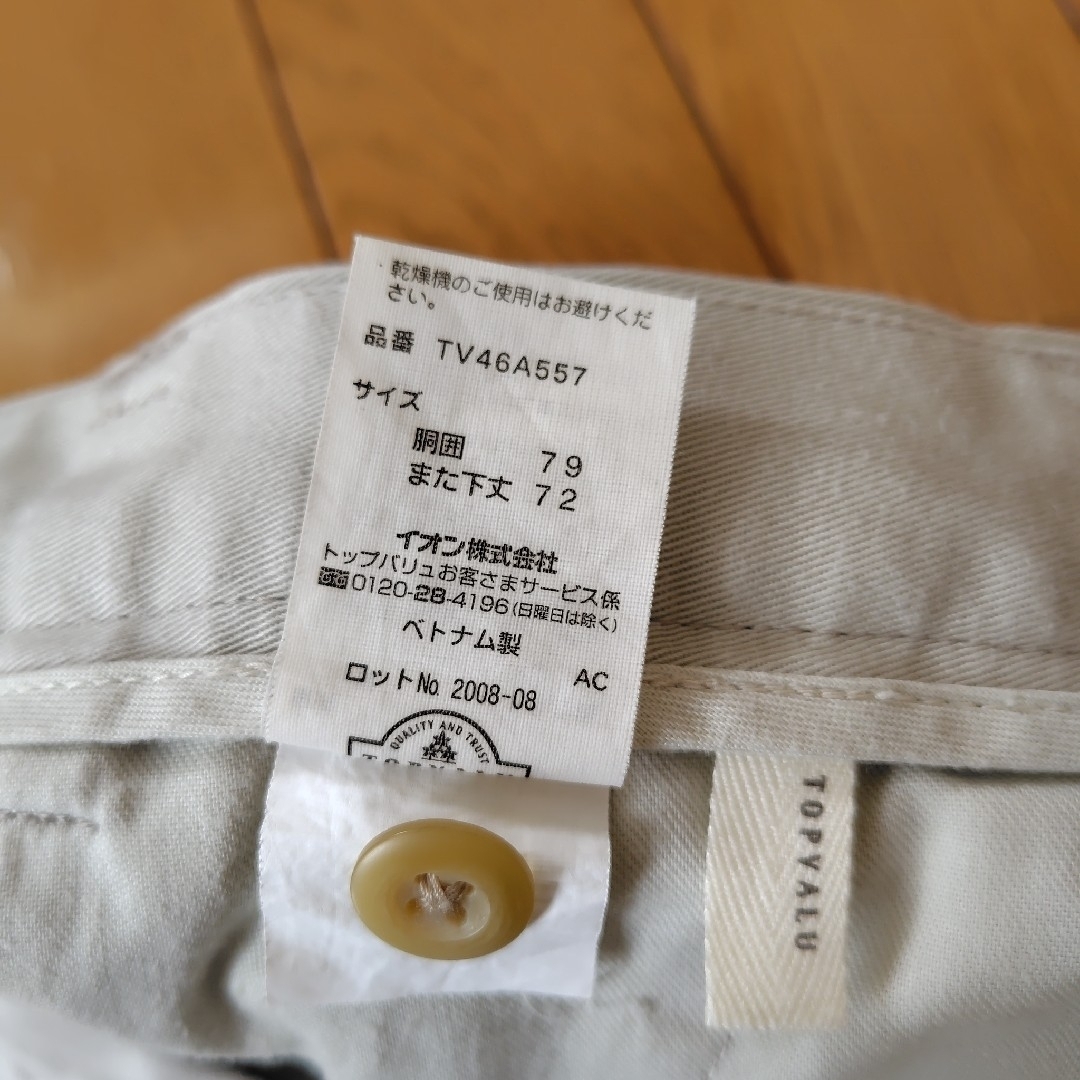 乾燥機のご使用はお避けくだ
さい。
品番 TV46A557
サイズ
胴囲 79
また下丈 72
イオン株式会社
トップバリュお客さまサービス係
0120-28-4196(日曜日は除く)
ベトナム製
AC
ロットNo. 2008-08
QUALITY AND TRUST
TOPVALU
TOPVALU